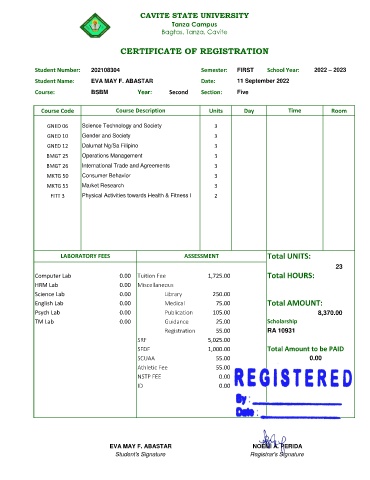 CAVITE STATE UNIVERSITY
Tanza Campus
Bagtas, Tanza, Cavite
CERTIFICATE OF REGISTRATION
Student Number: 202108304 Semester: FIRST School Year: 2022 – 2023
Student Name: EVA MAY F. ABASTAR Date: 11 September 2022
Course: BSBM Year: Second Section: Five
Course Code Course Description Units Day Time Room
GNED 06 Science Technology and Society 3
GNED 10 Gender and Society 3
GNED 12 Dalumat Ng/Sa Filipino 3
BMGT 25 Operations Management 3
BMGT 26 International Trade and Agreements 3
MKTG 50 Consumer Behavior 3
MKTG 55 Market Research 3
FITT 3 Physical Activities towards Health & Fitness I 2
LABORATORY FEES ASSESSMENT Total UNITS:
23
Computer Lab 0.00 Tuition Fee 1,725.00 Total HOURS:
HRM Lab 0.00 Miscellaneous
Science Lab 0.00 Library 250.00
English Lab 0.00 Medical 75.00 Total AMOUNT:
Psych Lab 0.00 Publication 105.00 8,370.00
TM Lab 0.00 Guidance 25.00 Scholarship
Registration 55.00 RA 10931
SRF 5,025.00
SFDF 1,000.00 Total Amount to be PAID
SCUAA 55.00 0.00
Athletic Fee 55.00
NSTP FEE 0.00
ID 0.00
REGISTERED
By:
Date:
EVA MAY F. ABASTAR
Student's Signature
Registrar's Signature